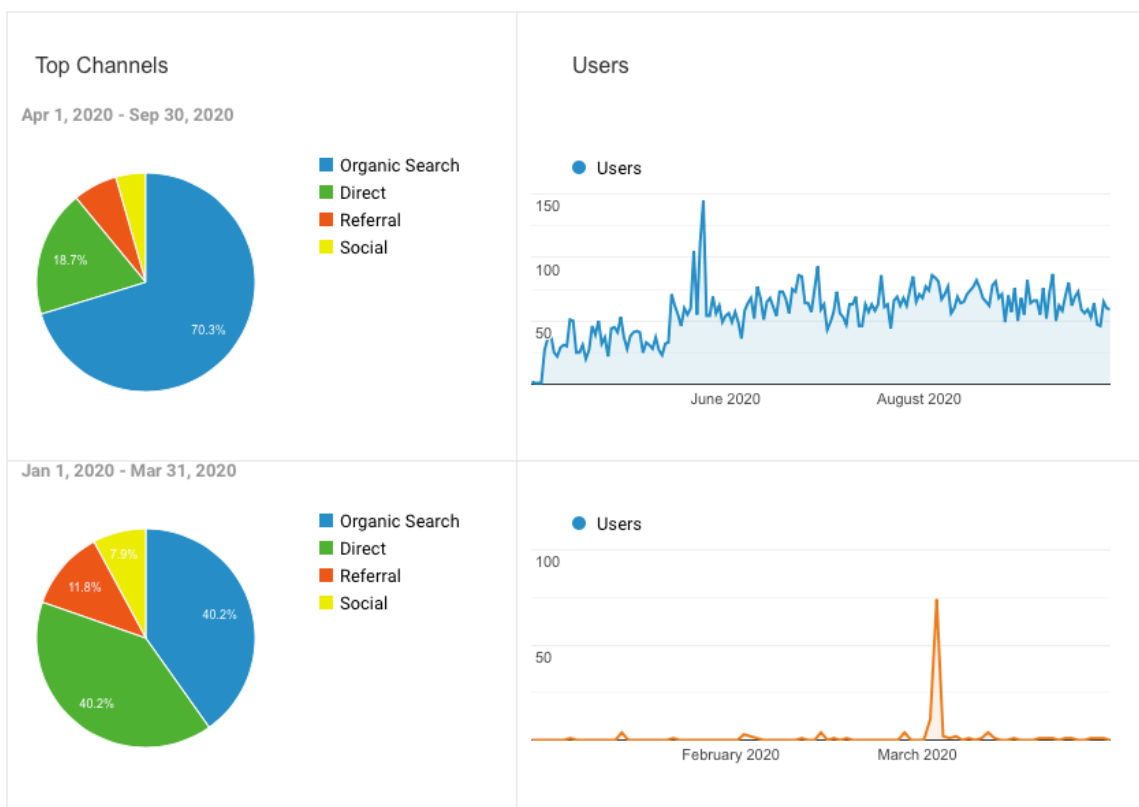 Top Channels
Apr 1, 2020 - Sep 30, 2020
Organic Search
Direct
Referral
Social
18.7%
70.3%
Users
Users
150
100
50
June 2020
August 2020
Jan 1, 2020 - Mar 31, 2020
Organic Search
Direct
Referral
Social
7.9%
11.8%
40.2%
40.2%
Users
100
50
February 2020
March 2020